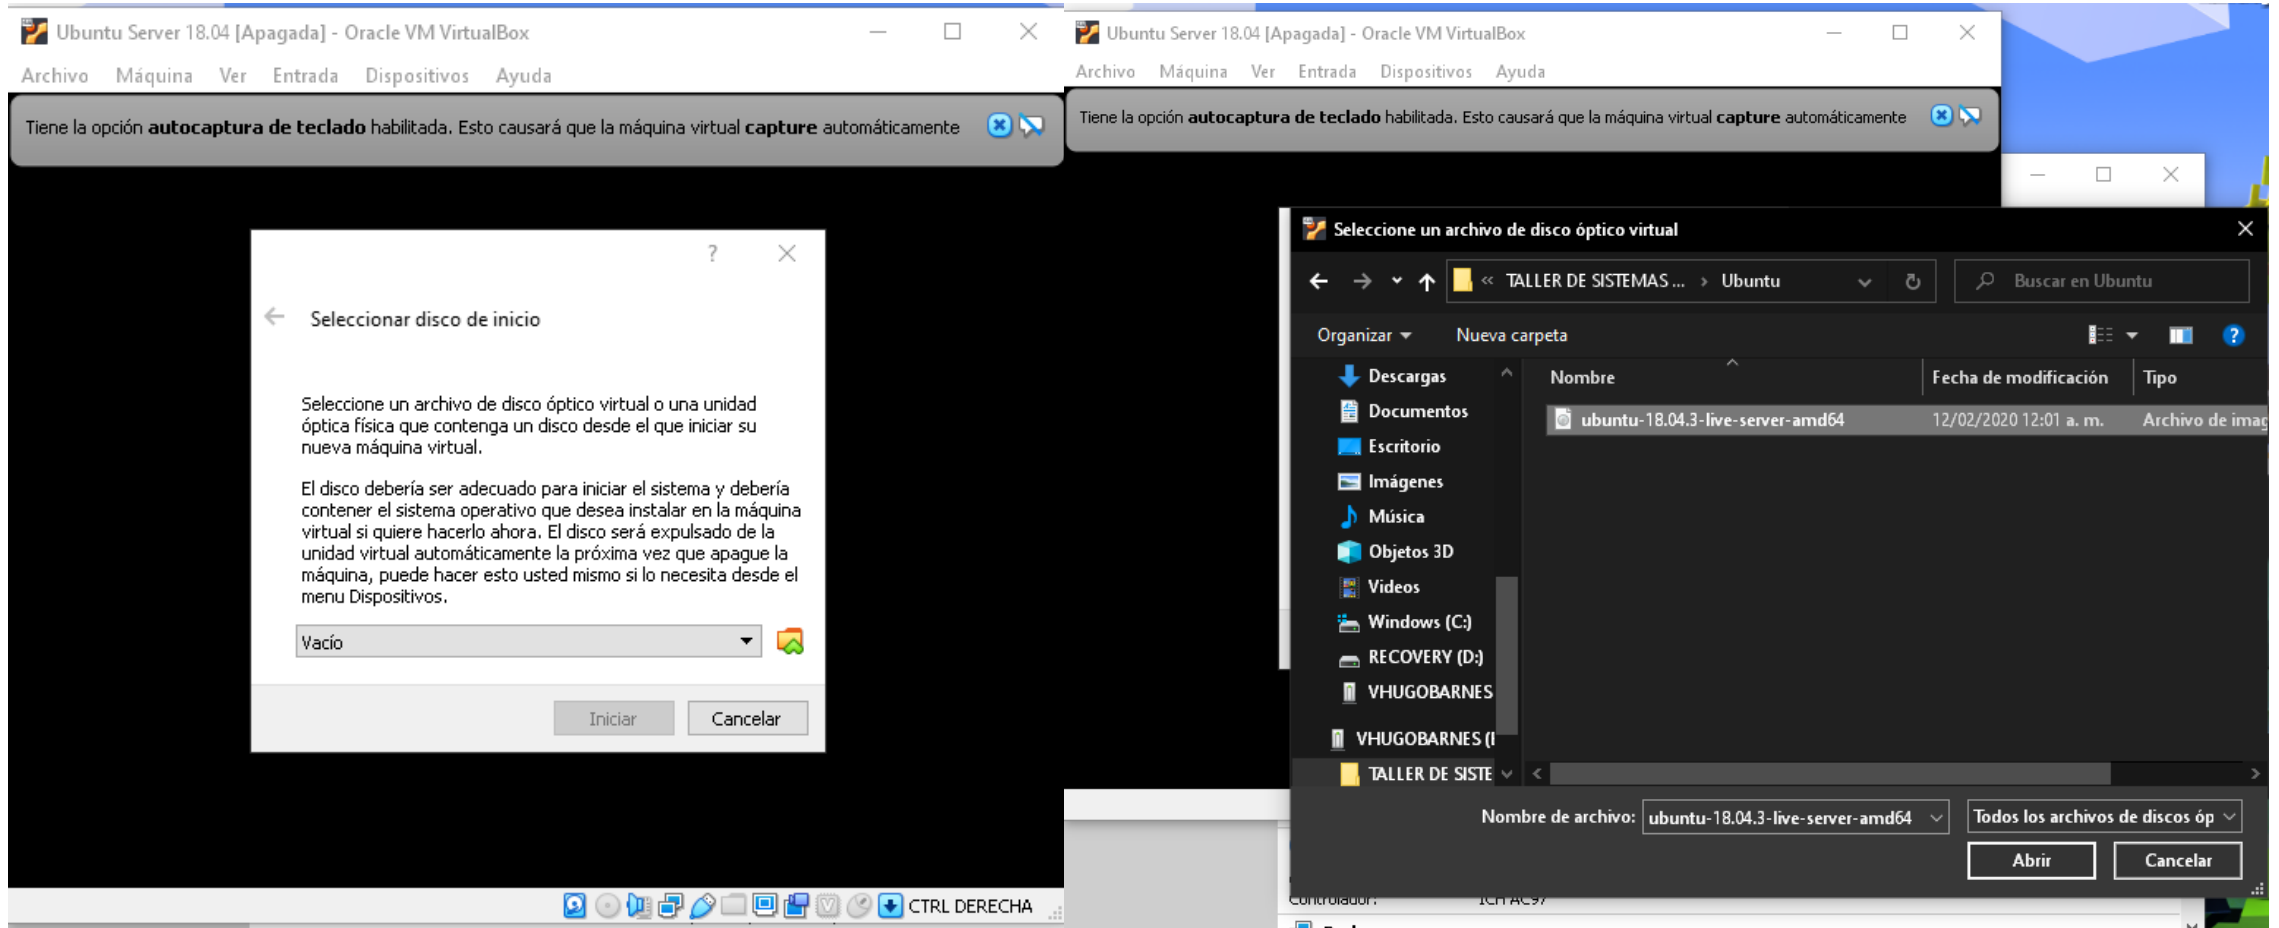 Ubuntu Server 18.04 [Apagada] - Oracle VM VirtualBox
Archivo Máquina Ver Entrada Dispositivos Ayuda
Tiene la opción autocaptura de teclado habilitada. Esto causará que la máquina virtual capture automáticamente
?
Seleccionar disco de inicio
Seleccione un archivo de disco óptico virtual o una unidad
óptica física que contenga un disco desde el que iniciar su
nueva máquina virtual.
El disco debería ser adecuado para iniciar el sistema y debería
contener el sistema operativo que desea instalar en la máquina
virtual si quiere hacerlo ahora. El disco será expulsado de la
unidad virtual automáticamente la próxima vez que apague la
máquina, puede hacer esto usted mismo si lo necesita desde el
menu Dispositivos.
Vacío
Iniciar Cancelar
CTRL DERECHA
Ubuntu Server 18.04 [Apagada] - Oracle VM VirtualBox
Archivo Máquina Ver Entrada Dispositivos Ayuda
Tiene la opción autocaptura de teclado habilitada. Esto causará que la máquina virtual capture automáticamente
Seleccione un archivo de disco óptico virtual
« TALLER DE SISTEMAS ... › Ubuntu
Buscar en Ubuntu
Organizar Nueva carpeta
?
Descargas
Documentos
Escritorio
Imágenes
Música
Objetos 3D
Videos
Windows (C:)
RECOVERY (D:)
VHUGOBARNES
VHUGOBARNES (
TALLER DE SISTE
Nombre Fecha de modificación Tipo
ubuntu-18.04.3-live-server-amd64 12/02/2020 12:01 a. m. Archivo de imag
Nombre de archivo: ubuntu-18.04.3-live-server-amd64 Todos los archivos de discos óp
Abrir Cancelar
Controlador: ICH AC97